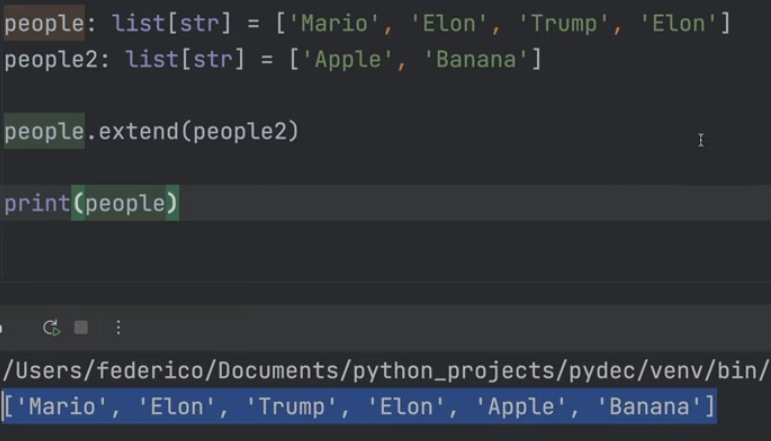 people: list[str] = ['Mario', 'Elon', 'Trump', 'Elon']
people2: list[str] = ['Apple', 'Banana']
people.extend(people2)
print(people)
/Users/federico/Documents/python_projects/pydec/venv/bin/
['Mario', 'Elon', 'Trump', 'Elon', 'Apple', 'Banana']